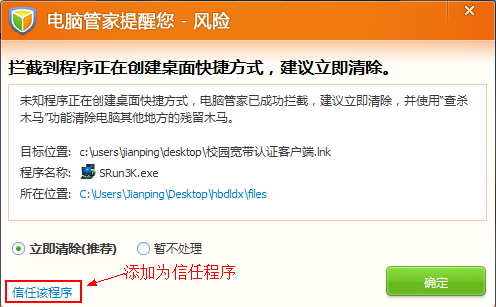 电脑管家提醒您 - 风险
拦截到程序正在创建桌面快捷方式，建议立即清除。
未知程序正在创建桌面快捷方式，电脑管家已成功拦截，建议立即清除，并使用“查杀
木马”功能清除电脑其他地方的残留木马。
目标位置: c:\users\jianping\desktop\校园宽带认证客户端.lnk
程序名称: SRun3K.exe
所在位置: C:\Users\Jianping\Desktop\hbdldx\files
立即清除(推荐) 暂不处理
添加为信任程序
信任该程序 确定